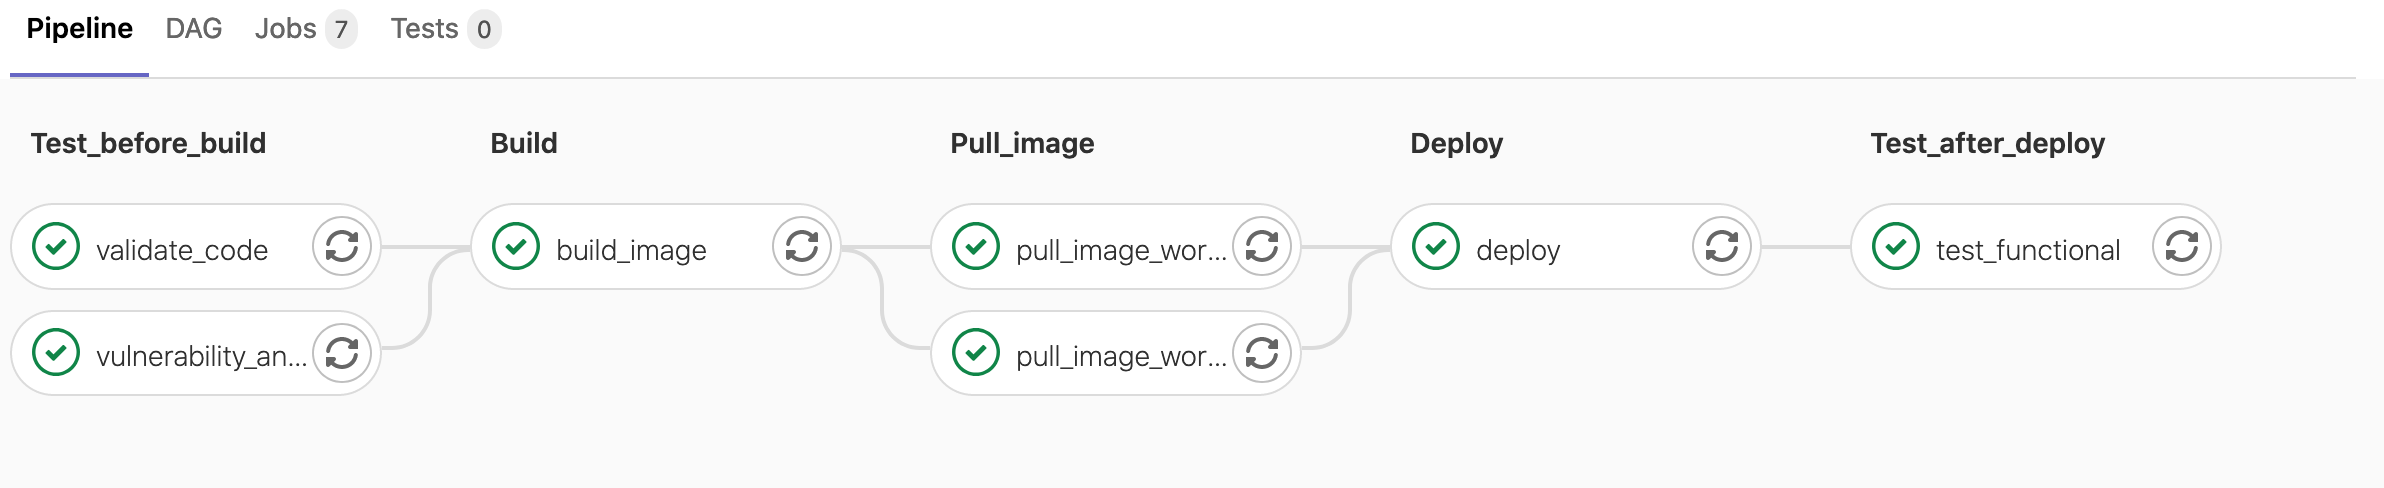 Pipeline DAG Jobs 7 Tests 0
Test_before_build Build Pull_image Deploy Test_after_deploy
validate_code build_image pull_image_wor... deploy test_functional
vulnerability_an... pull_image_wor...